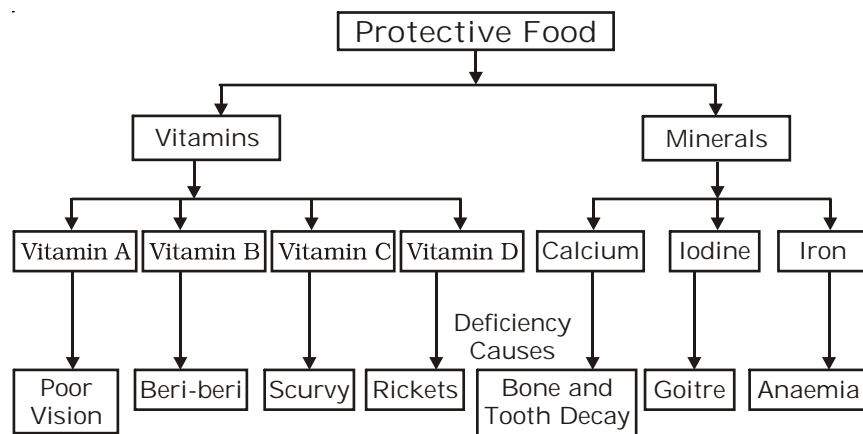 Protective Food
Vitamins
Minerals
Vitamin A
Vitamin B
Vitamin C
Vitamin D
Calcium
Iodine
Iron
Deficiency
Causes
Poor
Vision
Beri-beri
Scurvy
Rickets
Bone and
Tooth Decay
Goitre
Anaemia